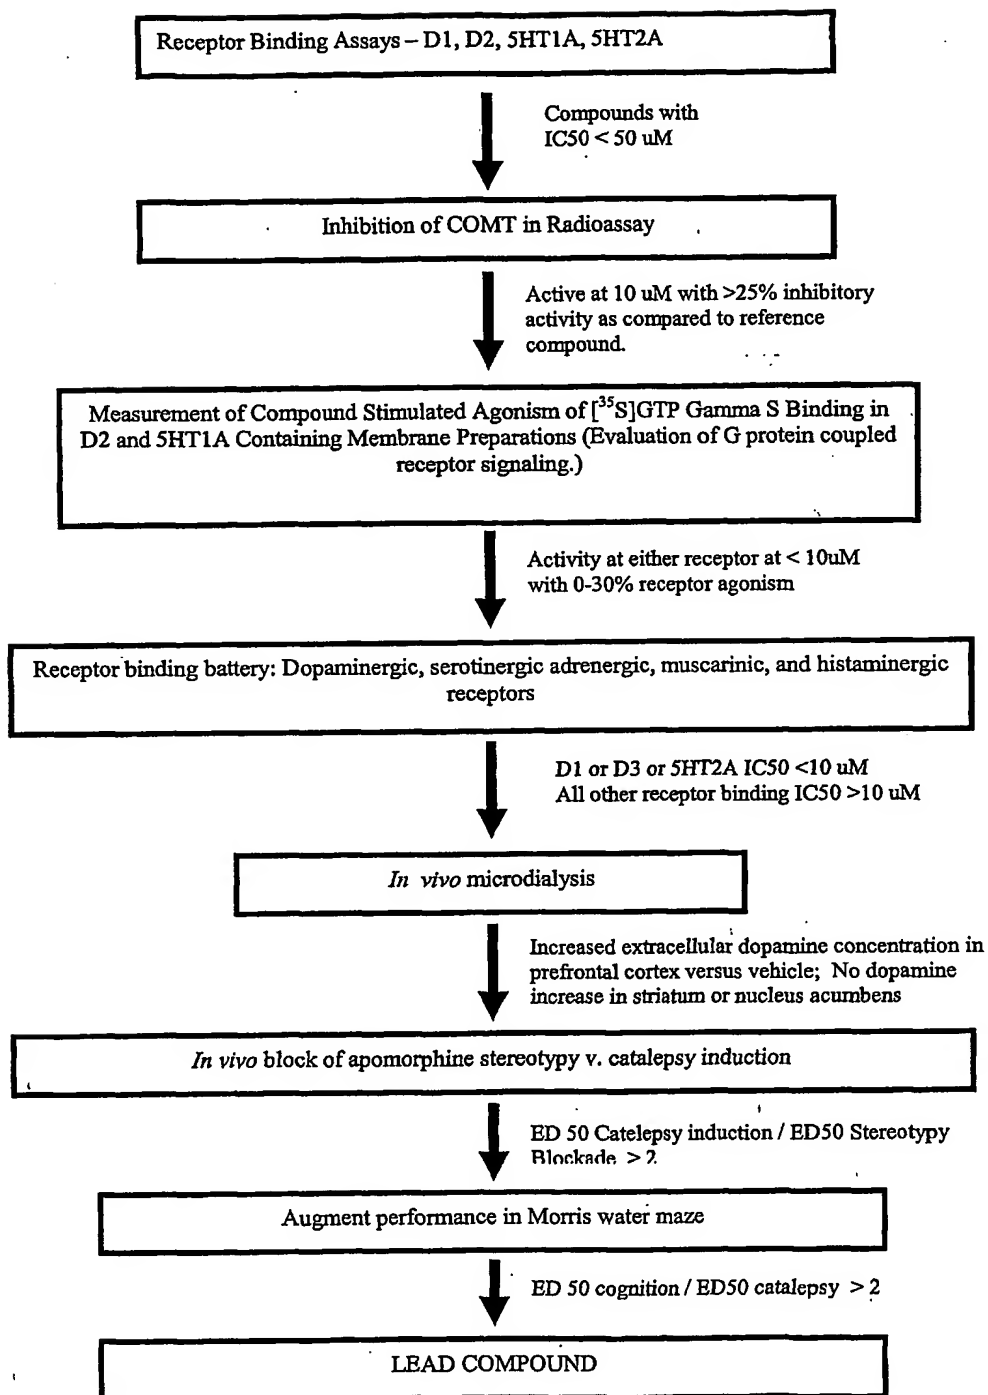 Receptor Binding Assays – D1, D2, 5HT1A, 5HT2A
Compounds with
IC50 < 50 uM
Inhibition of COMT in Radioassay
Active at 10 uM with >25% inhibitory
activity as compared to reference
compound.
Measurement of Compound Stimulated Agonism of [³⁵S]GTP Gamma S Binding in
D2 and 5HT1A Containing Membrane Preparations (Evaluation of G protein coupled
receptor signaling.)
Activity at either receptor at < 10uM
with 0-30% receptor agonism
Receptor binding battery: Dopaminergic, serotinergic adrenergic, muscarinic, and histaminergic
receptors
D1 or D3 or 5HT2A IC50 <10 uM
All other receptor binding IC50 >10 uM
In vivo microdialysis
Increased extracellular dopamine concentration in
prefrontal cortex versus vehicle; No dopamine
increase in striatum or nucleus acumbens
In vivo block of apomorphine stereotypy v. catalepsy induction
ED 50 Catelepsy induction / ED50 Stereotypy
Blockade > 2
Augment performance in Morris water maze
ED 50 cognition / ED50 catalepsy > 2
LEAD COMPOUND